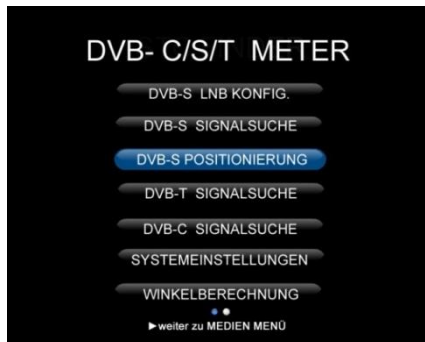 DVB- C/S/T METER
DVB-S LNB KONFIG.
DVB-S SIGNALSUCHE
DVB-S POSITIONIERUNG
DVB-T SIGNALSUCHE
DVB-C SIGNALSUCHE
SYSTEMEINSTELLUNGEN
WINKELBERECHNUNG
►weiter zu MEDIEN MENÜ